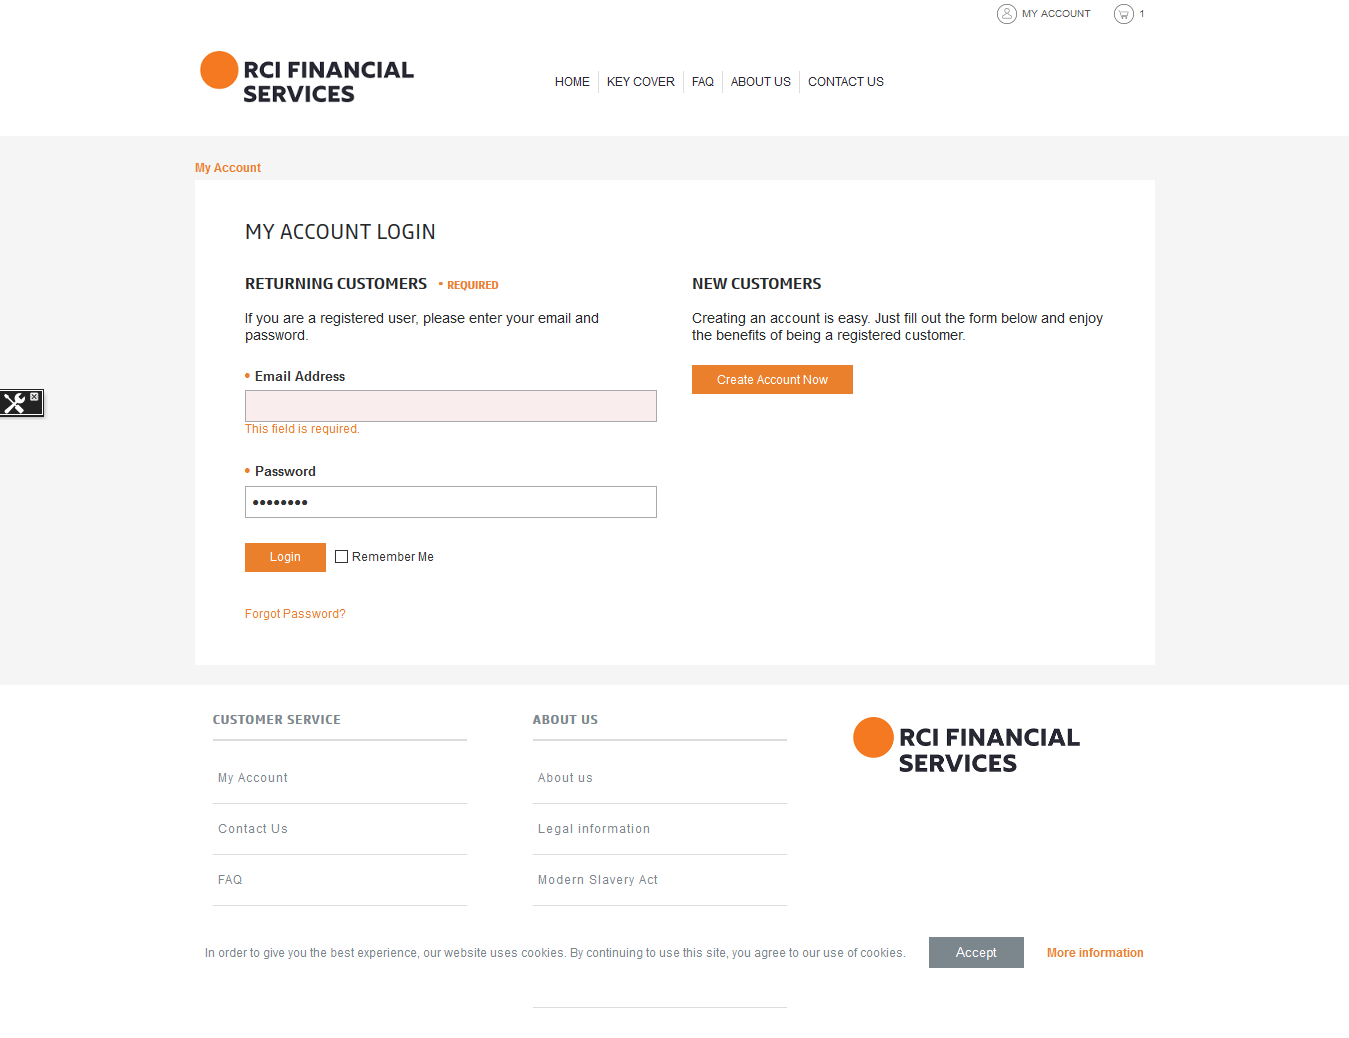 MY ACCOUNT 1
RCI FINANCIAL
SERVICES
HOME KEY COVER FAQ ABOUT US CONTACT US
My Account
MY ACCOUNT LOGIN
RETURNING CUSTOMERS • REQUIRED
If you are a registered user, please enter your email and
password.
• Email Address
This field is required.
• Password
••••••••
Login Remember Me
Forgot Password?
NEW CUSTOMERS
Creating an account is easy. Just fill out the form below and enjoy
the benefits of being a registered customer.
Create Account Now
CUSTOMER SERVICE
My Account
Contact Us
FAQ
ABOUT US
About us
Legal information
Modern Slavery Act
RCI FINANCIAL
SERVICES
In order to give you the best experience, our website uses cookies. By continuing to use this site, you agree to our use of cookies. Accept More information